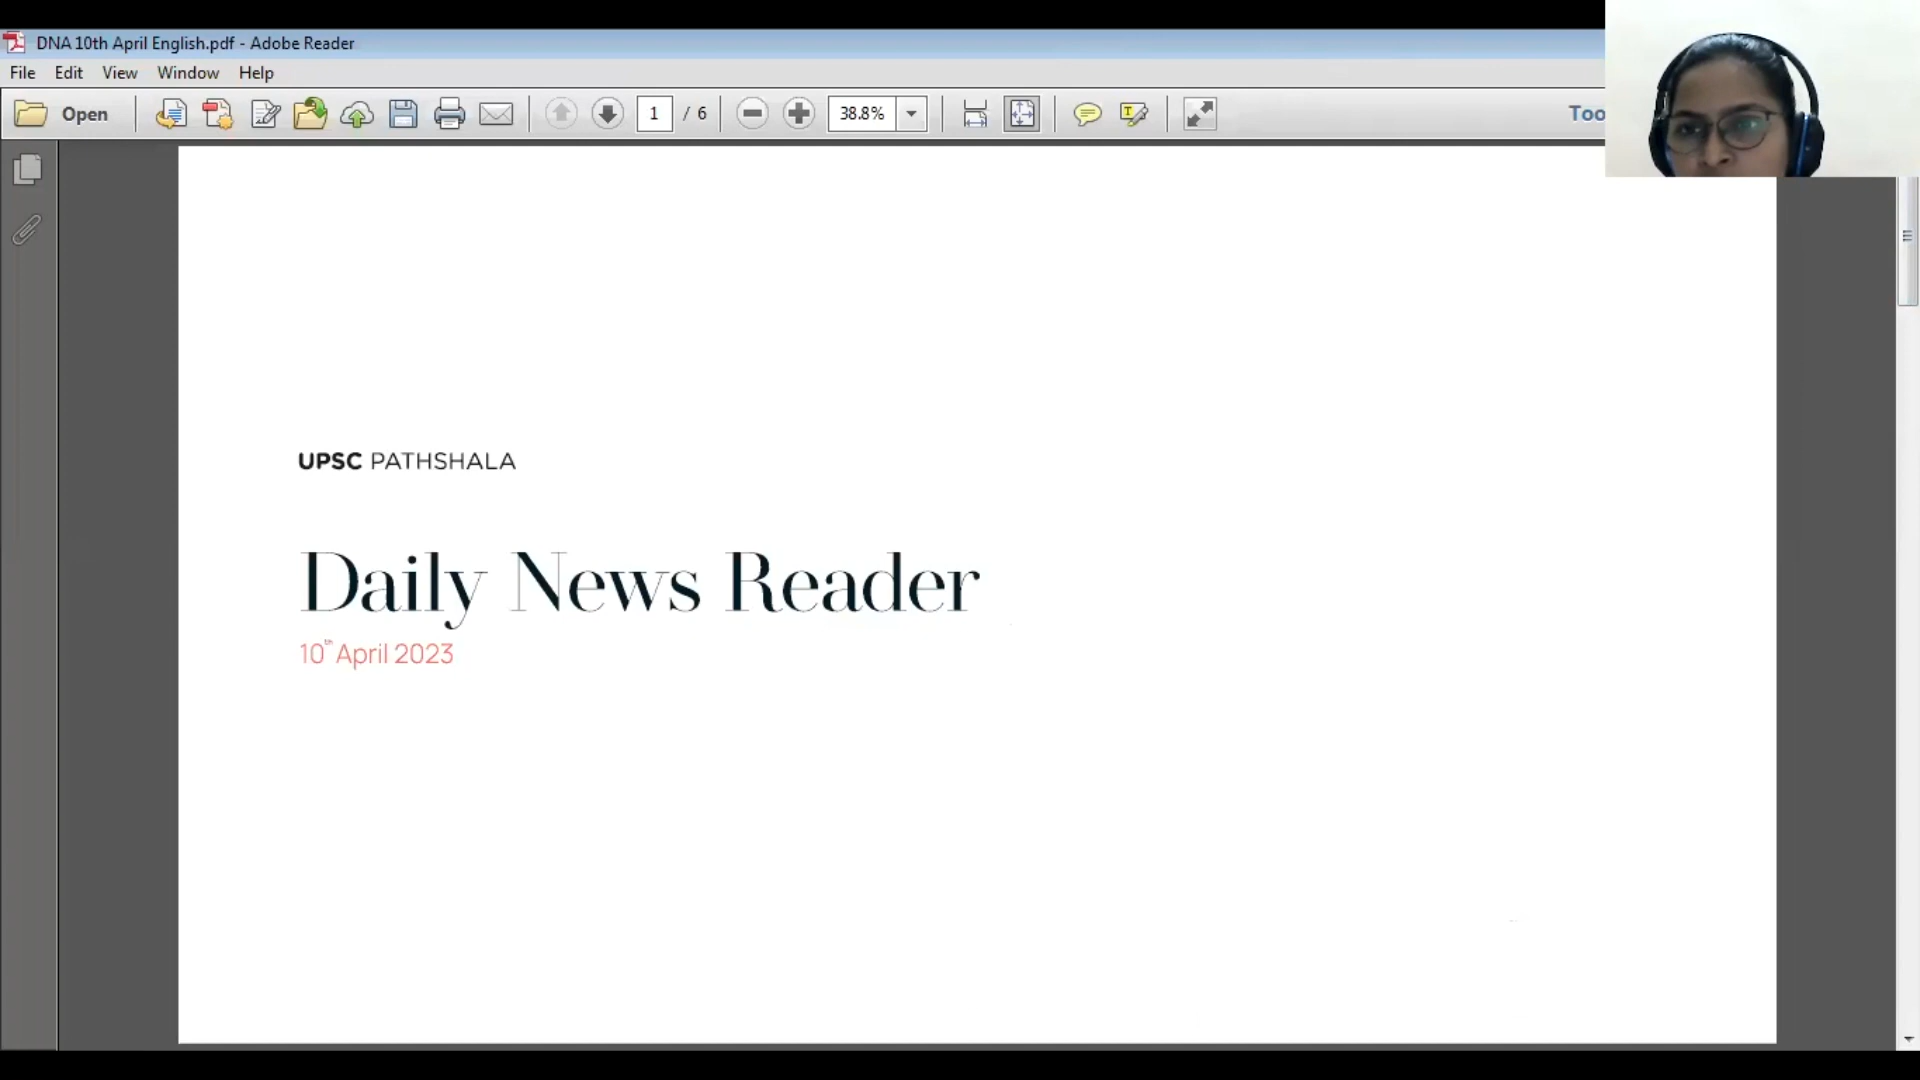 DNA 10th April English.pdf - Adobe Reader
File Edit View Window Help
Open 1 / 6 38.8% Too
UPSC PATHSHALA
Daily News Reader
10th April 2023